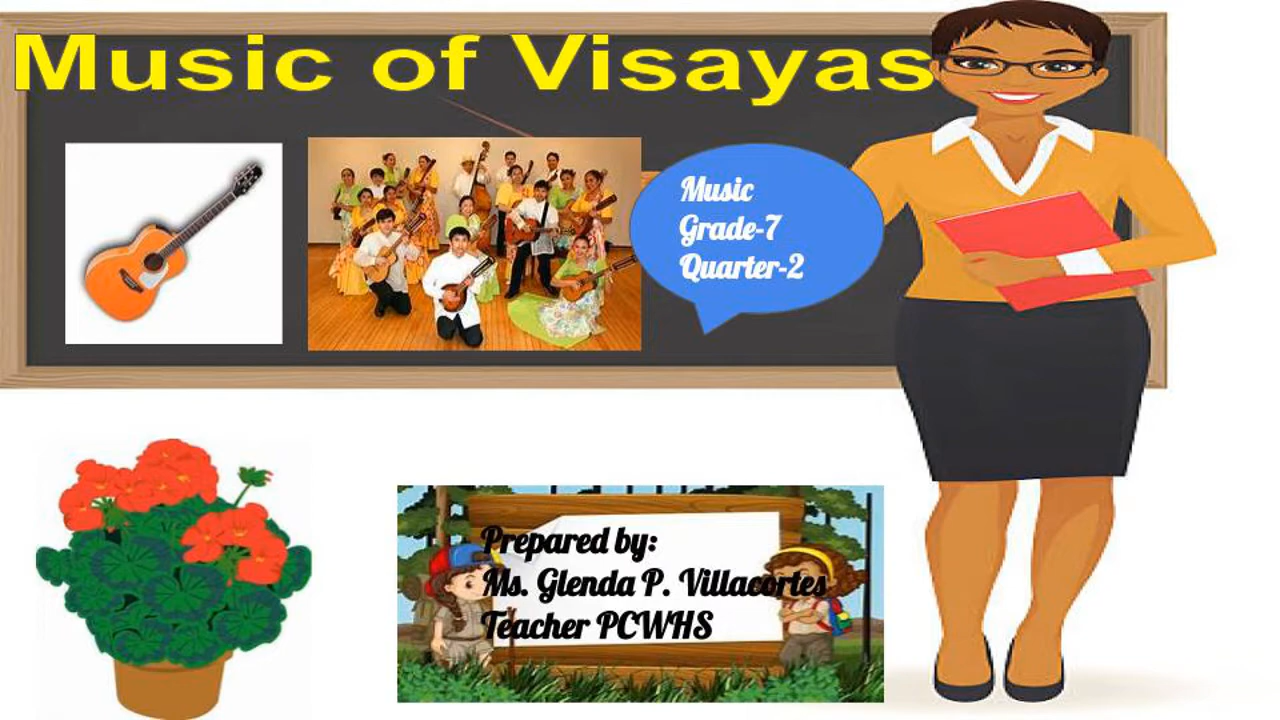 Music of Visayas
Music
Grade-7
Quarter-2
Prepared by:
Ms. Glenda P. Villacortes
Teacher PCWHS